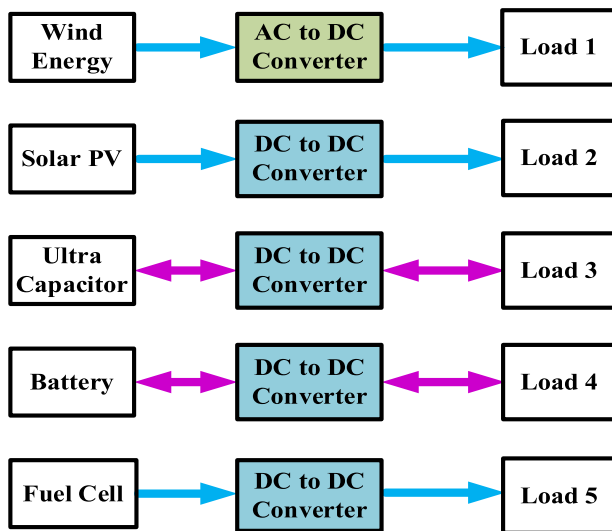 Wind
Energy
AC to DC
Converter
Load 1
Solar PV
DC to DC
Converter
Load 2
Ultra
Capacitor
DC to DC
Converter
Load 3
Battery
DC to DC
Converter
Load 4
Fuel Cell
DC to DC
Converter
Load 5